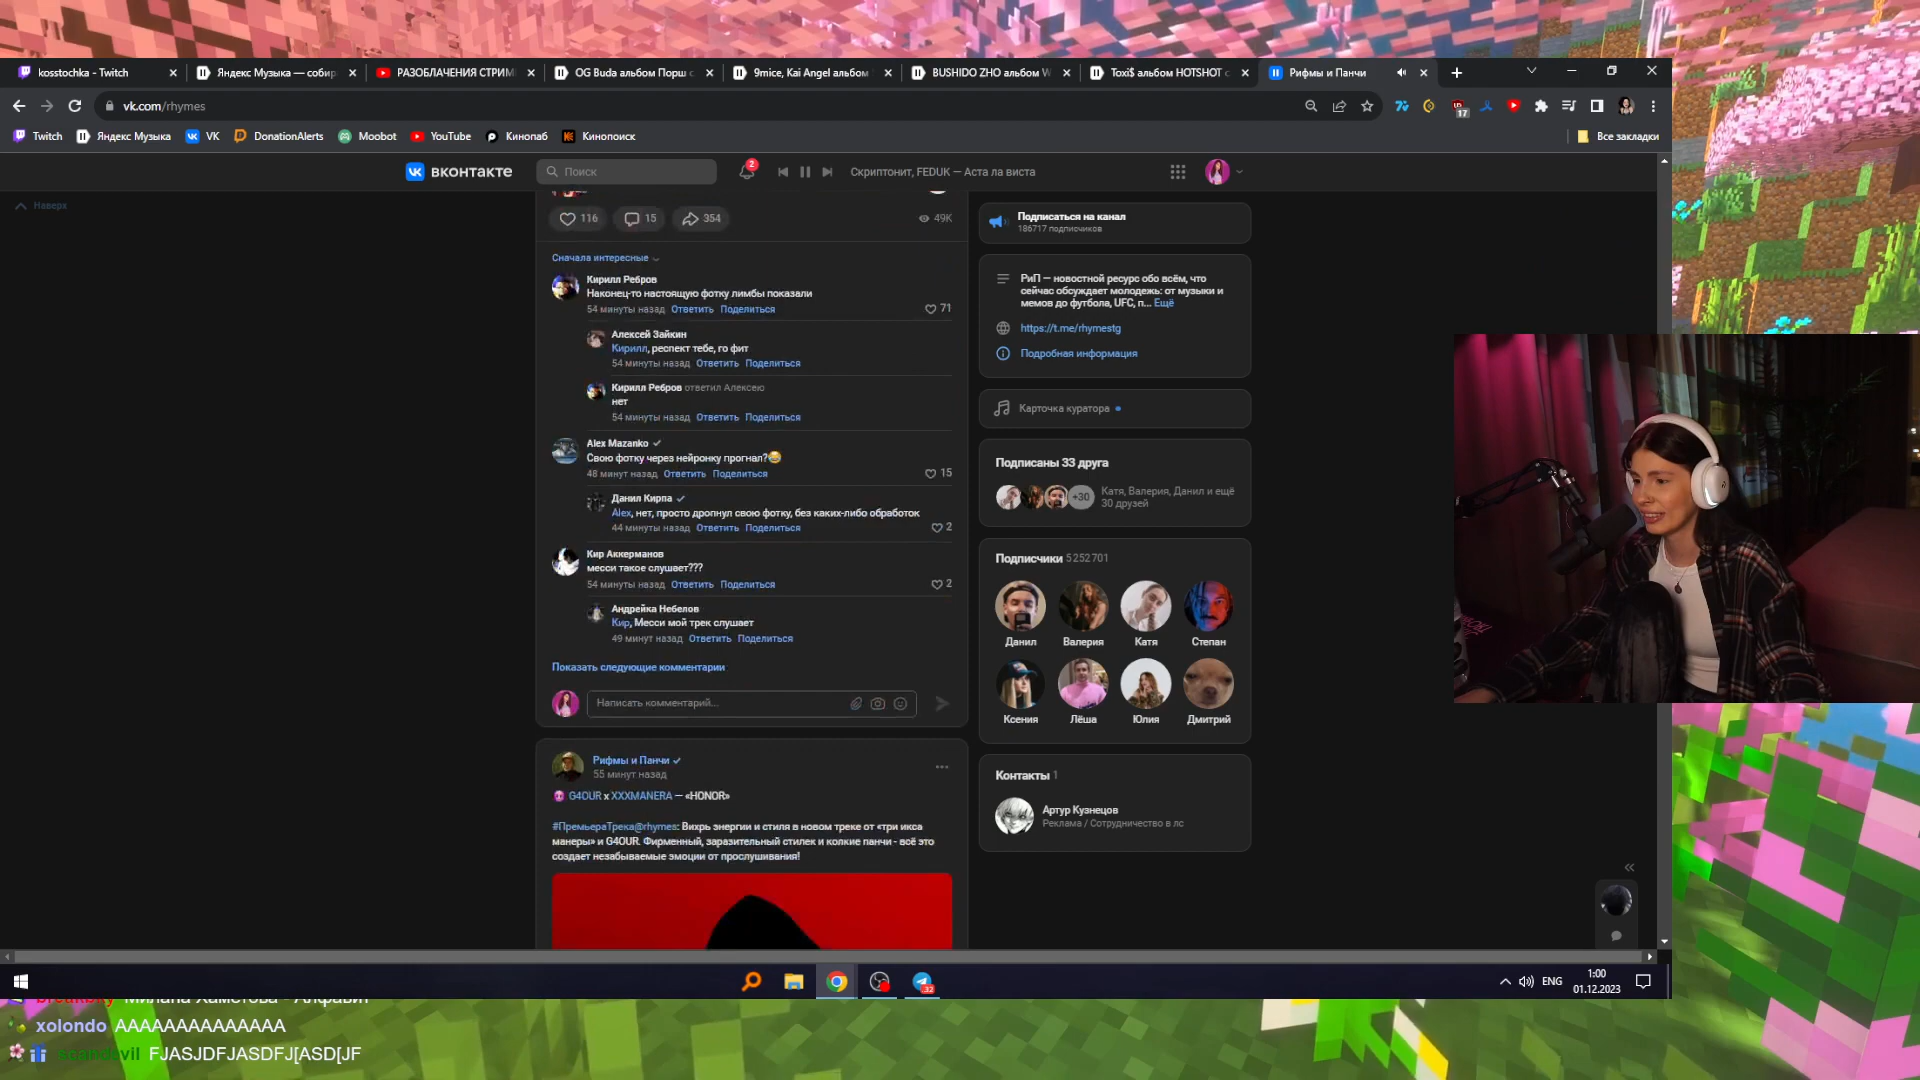 kosstochka - Twitch
Яндекс Музыка — собир
РАЗОБЛАЧЕНИЯ СТРИМ
OG Buda альбом Порш с
9mice, Kai Angel альбом
BUSHIDO ZHO альбом W
Toxi$ альбом HOTSHOT с
Рифмы и Панчи
vk.com/rhymes
17
Twitch
Яндекс Музыка
VK
DonationAlerts
Moobot
YouTube
Кинопаб
Кинопоиск
Все закладки
вконтакте
Поиск
2
Скриптонит, FEDUK — Аста ла виста
Наверх
116
15
354
49K
Сначала интересные
Кирилл Ребров
Наконец-то настоящую фотку лимбы показали
54 минуты назад Ответить Поделиться
71
Алексей Зайкин
Кирилл, респект тебе, го фит
54 минуты назад Ответить Поделиться
Кирилл Ребров ответил Алексею
нет
54 минуты назад Ответить Поделиться
Alex Mazanko
Свою фотку через нейронку прогнал?😂
48 минут назад Ответить Поделиться
15
Данил Кирпа
Alex, нет, просто дропнул свою фотку, без каких-либо обработок
44 минуты назад Ответить Поделиться
2
Кир Аккерманов
месси такое слушает???
54 минуты назад Ответить Поделиться
2
Андрейка Небелов
Кир, Месси мой трек слушает
49 минут назад Ответить Поделиться
Показать следующие комментарии
Написать комментарий...
Рифмы и Панчи
55 минут назад
G4OUR x XXXMANERA — «HONOR»
#ПремьераТрека@rhymes: Вихрь энергии и стиля в новом треке от «три икса
манеры» и G4OUR. Фирменный, заразительный стилек и колкие панчи - всё это
создает незабываемые эмоции от прослушивания!
Подписаться на канал
186717 подписчиков
РиП — новостной ресурс обо всём, что
сейчас обсуждает молодежь: от музыки и
мемов до футбола, UFC, п... Ещё
https://t.me/rhymestg
Подробная информация
Карточка куратора
Подписаны 33 друга
+30
Катя, Валерия, Данил и ещё
30 друзей
Подписчики 5 252 701
Данил
Валерия
Катя
Степан
Ксения
Лёша
Юлия
Дмитрий
Контакты 1
Артур Кузнецов
Реклама / Сотрудничество в лс
32
ENG
1:00
01.12.2023
Милана Хаметова - Алфавит
xolondo AAAAAAAAAAAAAA
FJASJDFJASDFJ[ASD[JF